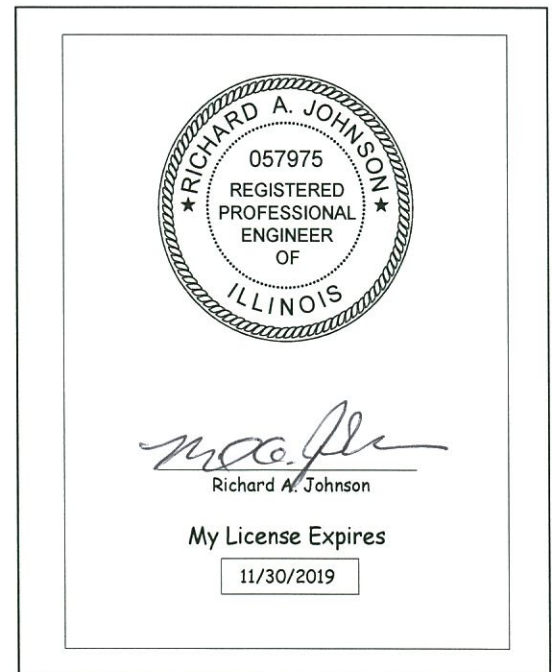 ★ RICHARD A. JOHNSON ★
057975
REGISTERED
PROFESSIONAL
ENGINEER
OF
ILLINOIS
Richard A. Johnson
My License Expires
11/30/2019